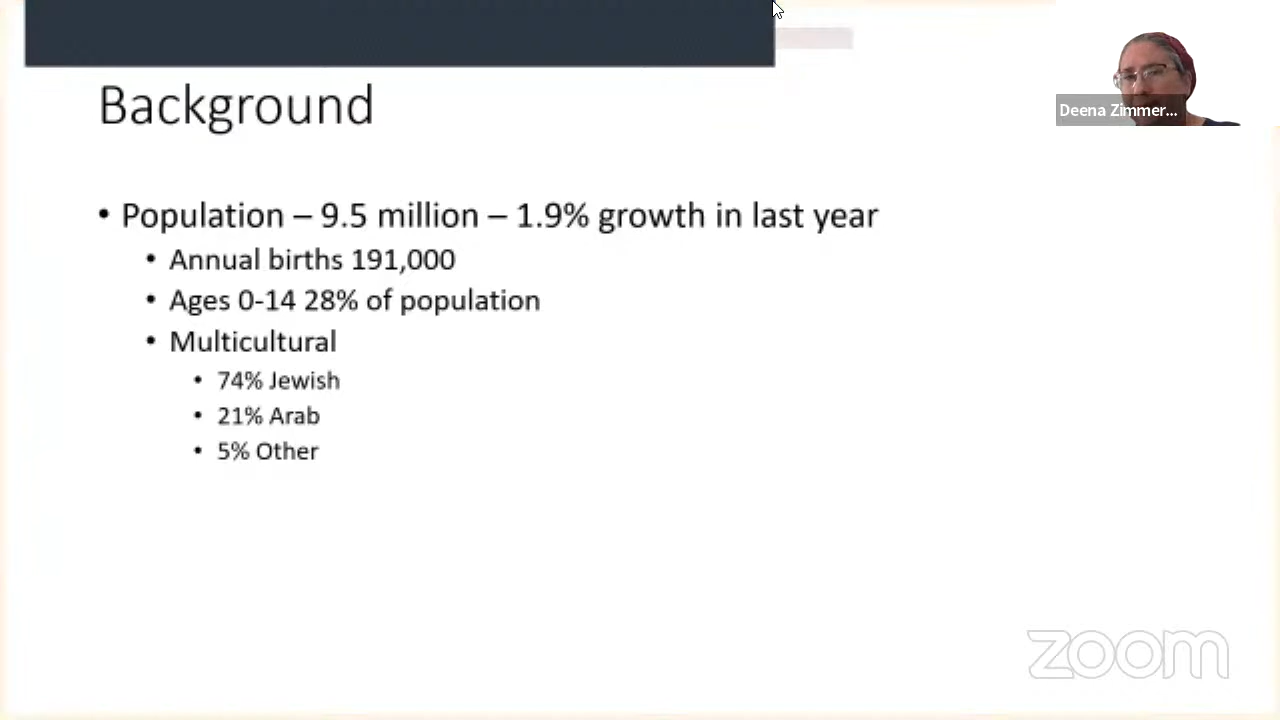 Background
Deena Zimmer...
• Population – 9.5 million – 1.9% growth in last year
• Annual births 191,000
• Ages 0-14 28% of population
• Multicultural
• 74% Jewish
• 21% Arab
• 5% Other
zoom